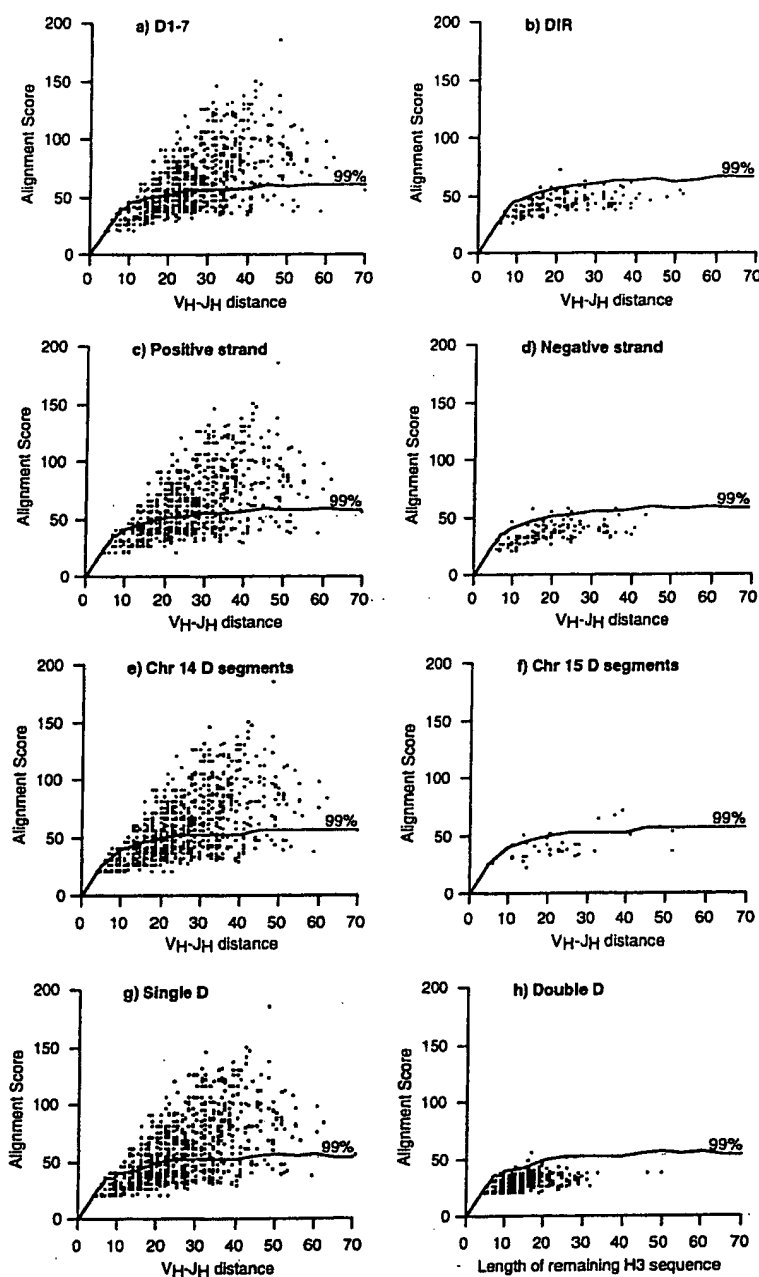 a) D1-7
Alignment Score
200
150
100
50
0
99%
0 10 20 30 40 50 60 70
VH-JH distance
b) DIR
Alignment Score
200
150
100
50
0
99%
0 10 20 30 40 50 60 70
VH-JH distance
c) Positive strand
Alignment Score
200
150
100
50
0
99%
0 10 20 30 40 50 60 70
VH-JH distance
d) Negative strand
Alignment Score
200
150
100
50
0
99%
0 10 20 30 40 50 60 70
VH-JH distance
e) Chr 14 D segments
Alignment Score
200
150
100
50
0
99%
0 10 20 30 40 50 60 70
VH-JH distance
f) Chr 15 D segments
Alignment Score
200
150
100
50
0
99%
0 10 20 30 40 50 60 70
VH-JH distance
g) Single D
Alignment Score
200
150
100
50
0
99%
0 10 20 30 40 50 60 70
VH-JH distance
h) Double D
Alignment Score
200
150
100
50
0
99%
0 10 20 30 40 50 60 70
Length of remaining H3 sequence